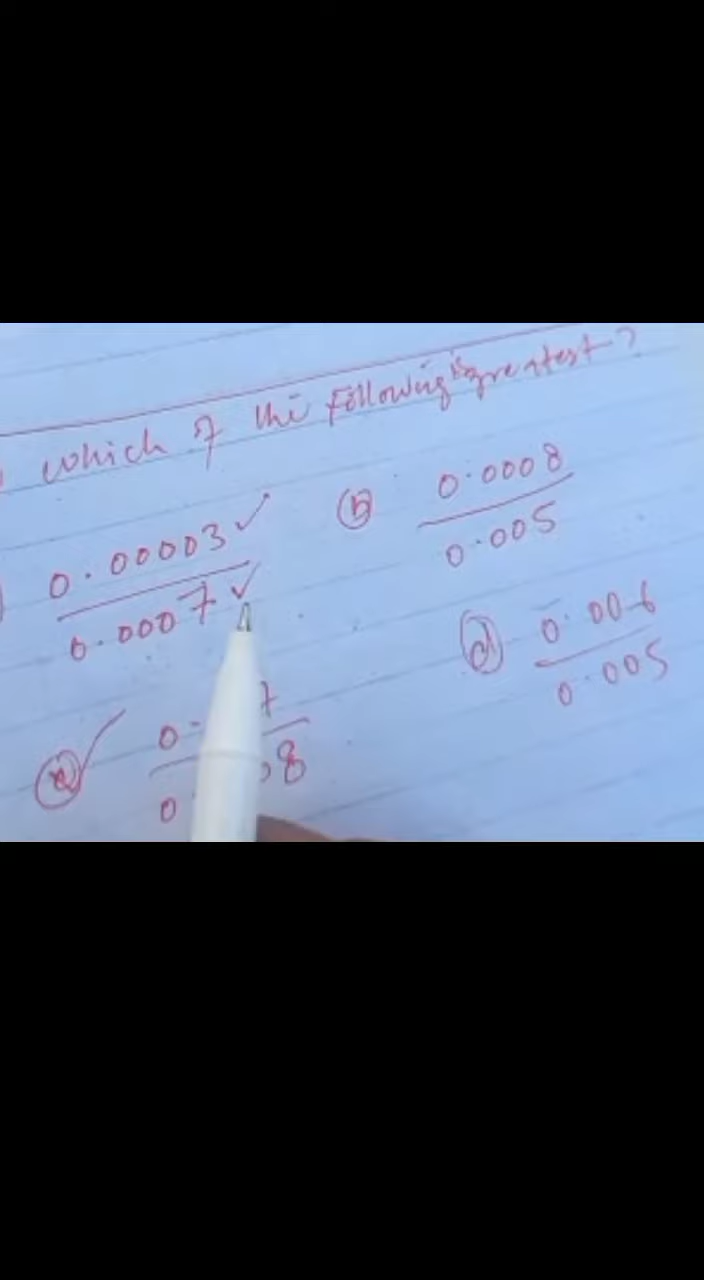 which of the following is greatest?
0.00003 ✓
0.0007 ✓
(b) 0.0008
0.005
(d) 0.006
0.005